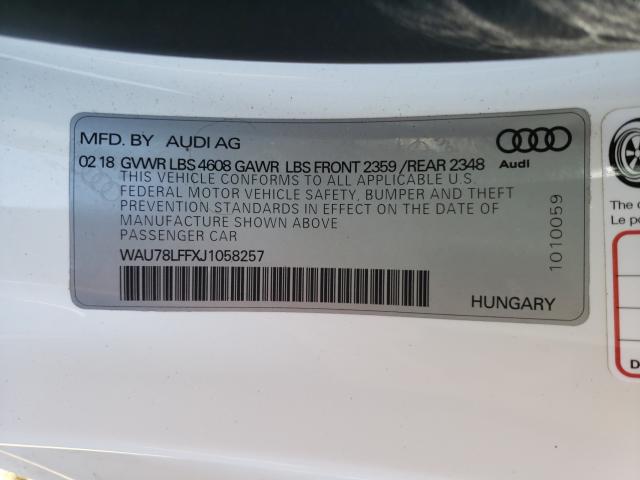 MFD. BY AUDI AG
Audi
02 18 GVWR LBS 4608 GAWR LBS FRONT 2359 /REAR 2348
THIS VEHICLE CONFORMS TO ALL APPLICABLE U.S.
FEDERAL MOTOR VEHICLE SAFETY, BUMPER AND THEFT
PREVENTION STANDARDS IN EFFECT ON THE DATE OF
MANUFACTURE SHOWN ABOVE
PASSENGER CAR
WAU78LFFXJ1058257
HUNGARY
1010059
The
Le